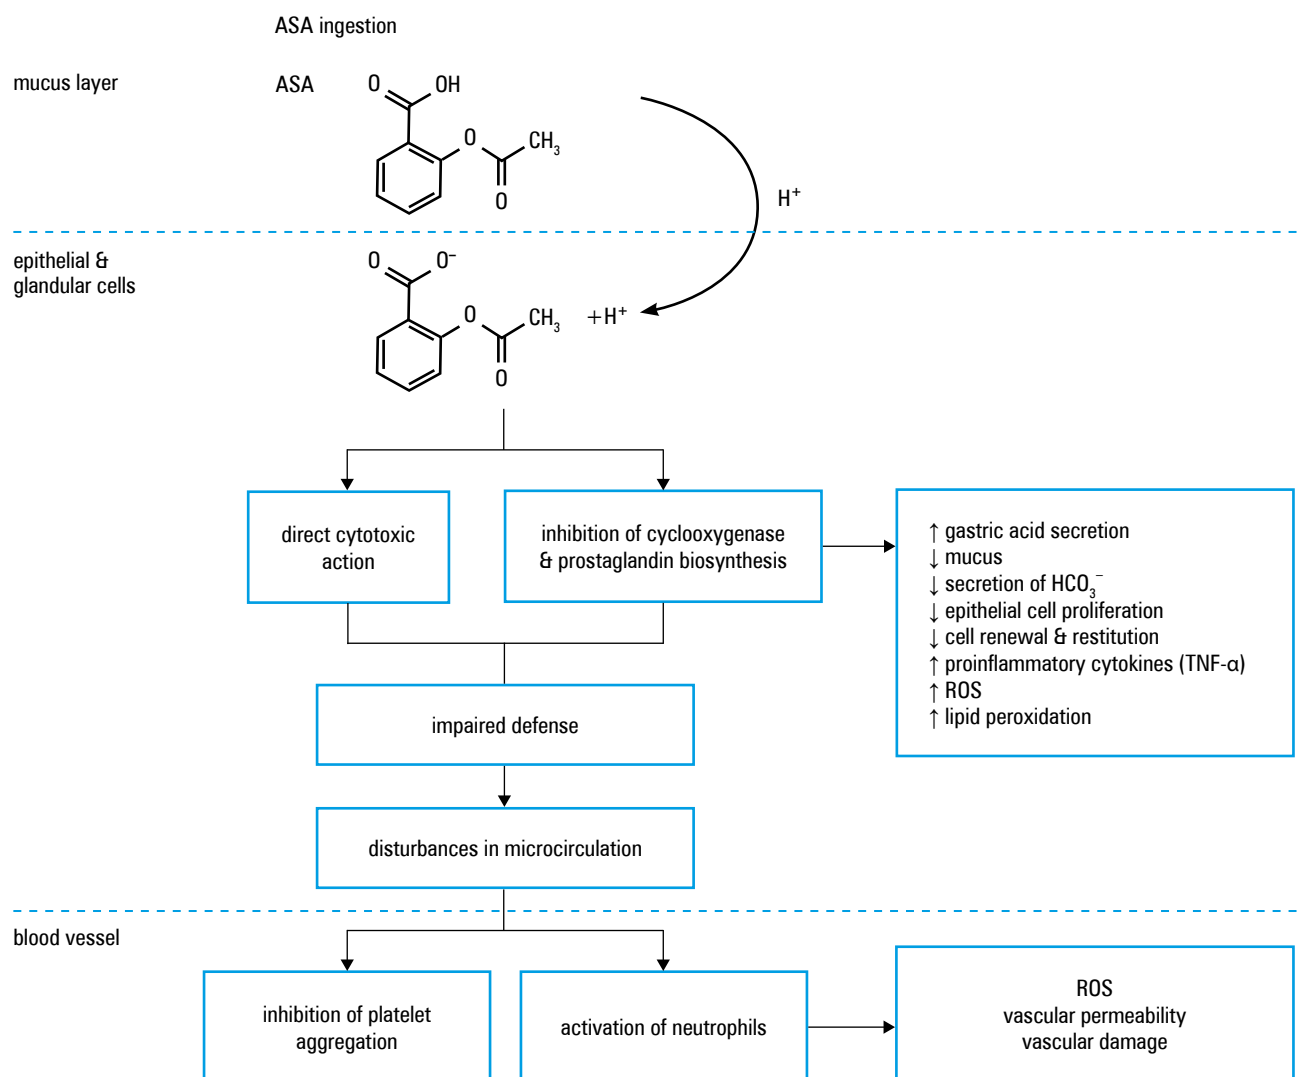 ASA ingestion
mucus layer
ASA
O
OH
O
CH₃
O
H⁺
epithelial &
glandular cells
O
O⁻
O
CH₃
+H⁺
O
direct cytotoxic
action
inhibition of cyclooxygenase
& prostaglandin biosynthesis
↑ gastric acid secretion
↓ mucus
↓ secretion of HCO₃⁻
↓ epithelial cell proliferation
↓ cell renewal & restitution
↑ proinflammatory cytokines (TNF-α)
↑ ROS
↑ lipid peroxidation
impaired defense
disturbances in microcirculation
blood vessel
inhibition of platelet
aggregation
activation of neutrophils
ROS
vascular permeability
vascular damage